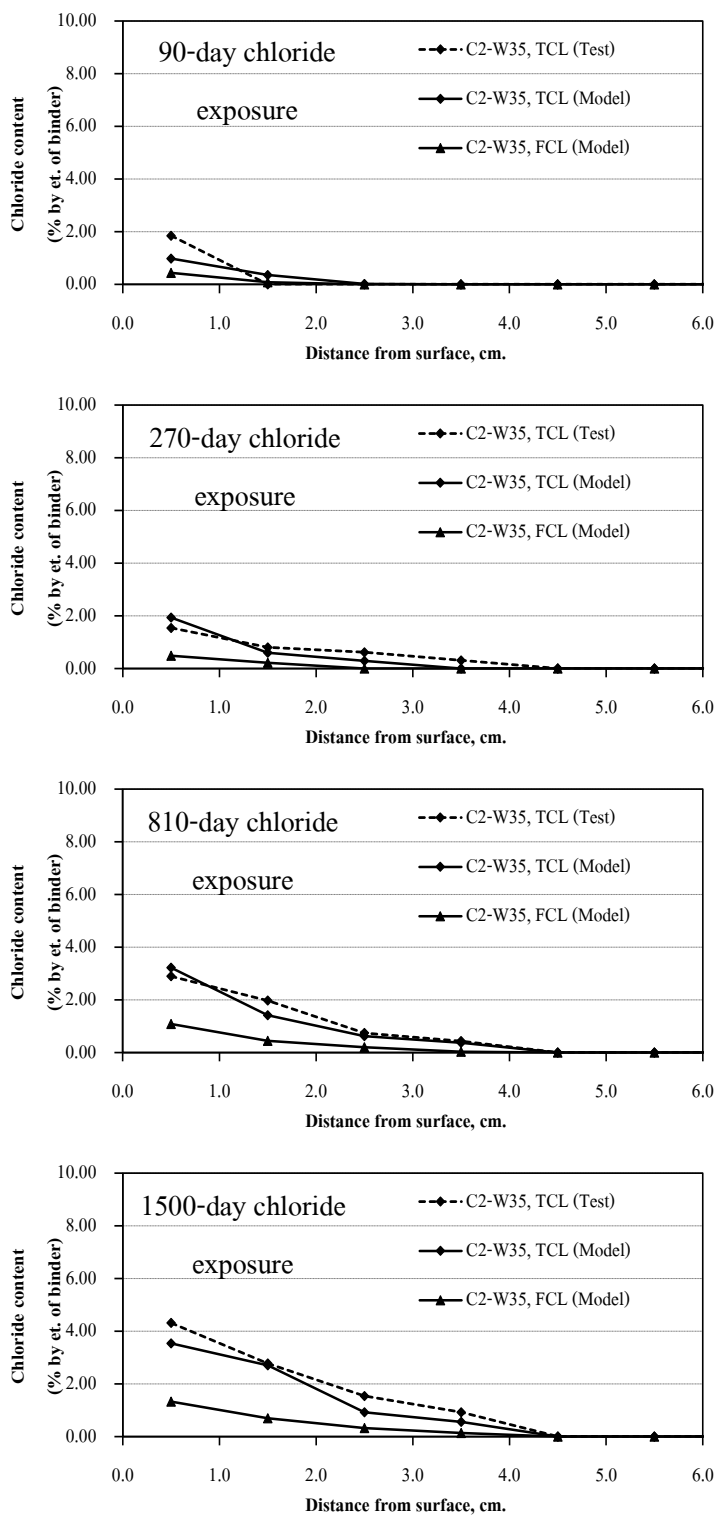 90-day chloride
exposure
C2-W35, TCL (Test)
C2-W35, TCL (Model)
C2-W35, FCL (Model)
Chloride content
(% by et. of binder)
10.00
8.00
6.00
4.00
2.00
0.00
0.0 1.0 2.0 3.0 4.0 5.0 6.0
Distance from surface, cm.
270-day chloride
exposure
C2-W35, TCL (Test)
C2-W35, TCL (Model)
C2-W35, FCL (Model)
Chloride content
(% by et. of binder)
10.00
8.00
6.00
4.00
2.00
0.00
0.0 1.0 2.0 3.0 4.0 5.0 6.0
Distance from surface, cm.
810-day chloride
exposure
C2-W35, TCL (Test)
C2-W35, TCL (Model)
C2-W35, FCL (Model)
Chloride content
(% by et. of binder)
10.00
8.00
6.00
4.00
2.00
0.00
0.0 1.0 2.0 3.0 4.0 5.0 6.0
Distance from surface, cm.
1500-day chloride
exposure
C2-W35, TCL (Test)
C2-W35, TCL (Model)
C2-W35, FCL (Model)
Chloride content
(% by et. of binder)
10.00
8.00
6.00
4.00
2.00
0.00
0.0 1.0 2.0 3.0 4.0 5.0 6.0
Distance from surface, cm.